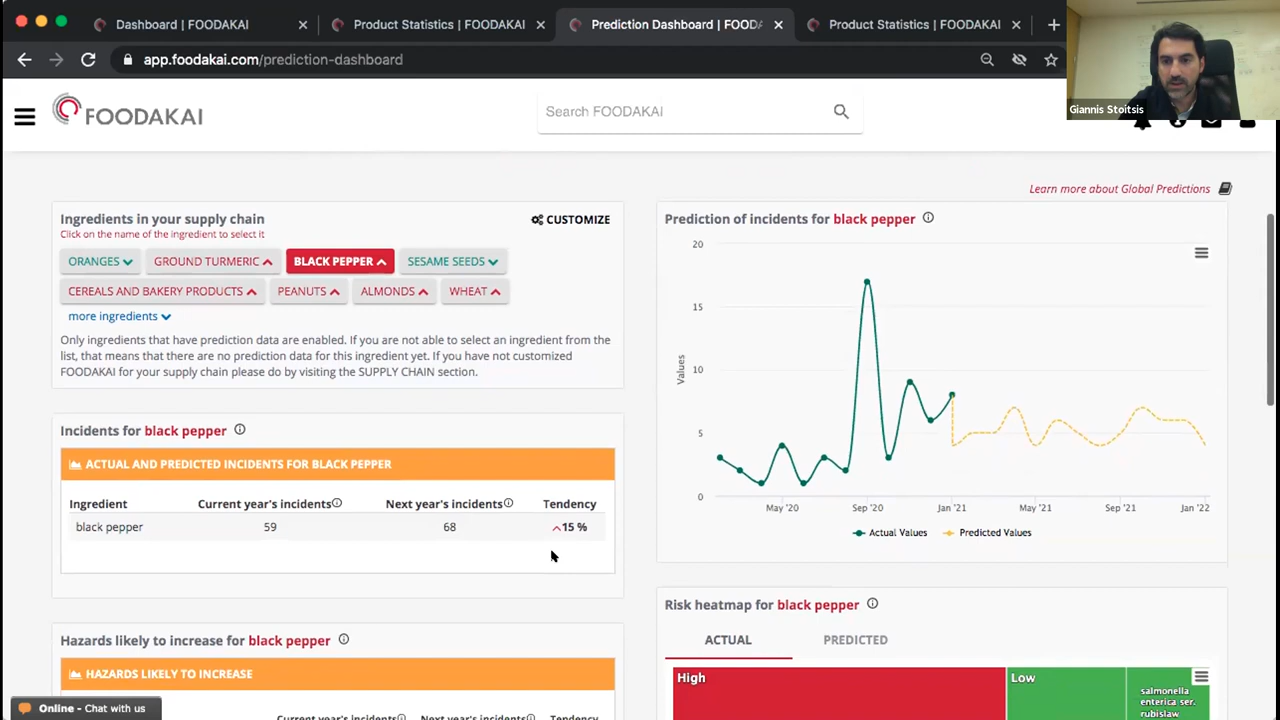 Dashboard | FOODAKAI
Product Statistics | FOODAKAI
Prediction Dashboard | FOODA
Product Statistics | FOODAKAI
app.foodakai.com/prediction-dashboard
Giannis Stoitsis
FOODAKAI
Search FOODAKAI
Learn more about Global Predictions
Ingredients in your supply chain
CUSTOMIZE
Click on the name of the ingredient to select it
ORANGES
GROUND TURMERIC
BLACK PEPPER
SESAME SEEDS
CEREALS AND BAKERY PRODUCTS
PEANUTS
ALMONDS
WHEAT
more ingredients
Only ingredients that have prediction data are enabled. If you are not able to select an ingredient from the
list, that means that there are no prediction data for this ingredient yet. If you have not customized
FOODAKAI for your supply chain please do by visiting the SUPPLY CHAIN section.
Incidents for black pepper
ACTUAL AND PREDICTED INCIDENTS FOR BLACK PEPPER
Ingredient Current year's incidents Next year's incidents Tendency
black pepper 59 68 15 %
Hazards likely to increase for black pepper
HAZARDS LIKELY TO INCREASE
Current year's incidents Next year's incidents Tendency
Online - Chat with us
Prediction of incidents for black pepper
20
15
10
5
0
Values
May '20 Sep '20 Jan '21 May '21 Sep '21 Jan '22
Actual Values Predicted Values
Risk heatmap for black pepper
ACTUAL PREDICTED
High
Low
salmonella
enterica ser.
rubislaw